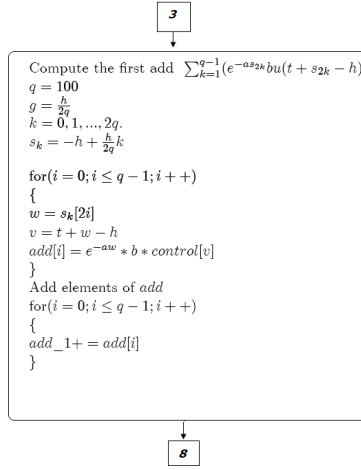 3
Compute the first add $\sum_{k=1}^{q-1}(e^{-as_{2k}}bu(t+s_{2k}-h)$
$q = 100$
$g = \frac{h}{2q}$
$k = 0, 1, ..., 2q.$
$s_k = -h + \frac{h}{2q}k$
for$(i = 0; i \leq q-1; i++)$
{
$w = s_k[2i]$
$v = t + w - h$
$add[i] = e^{-aw} * b * control[v]$
}
Add elements of $add$
for$(i = 0; i \leq q-1; i++)$
{
$add\_1+ = add[i]$
}
8